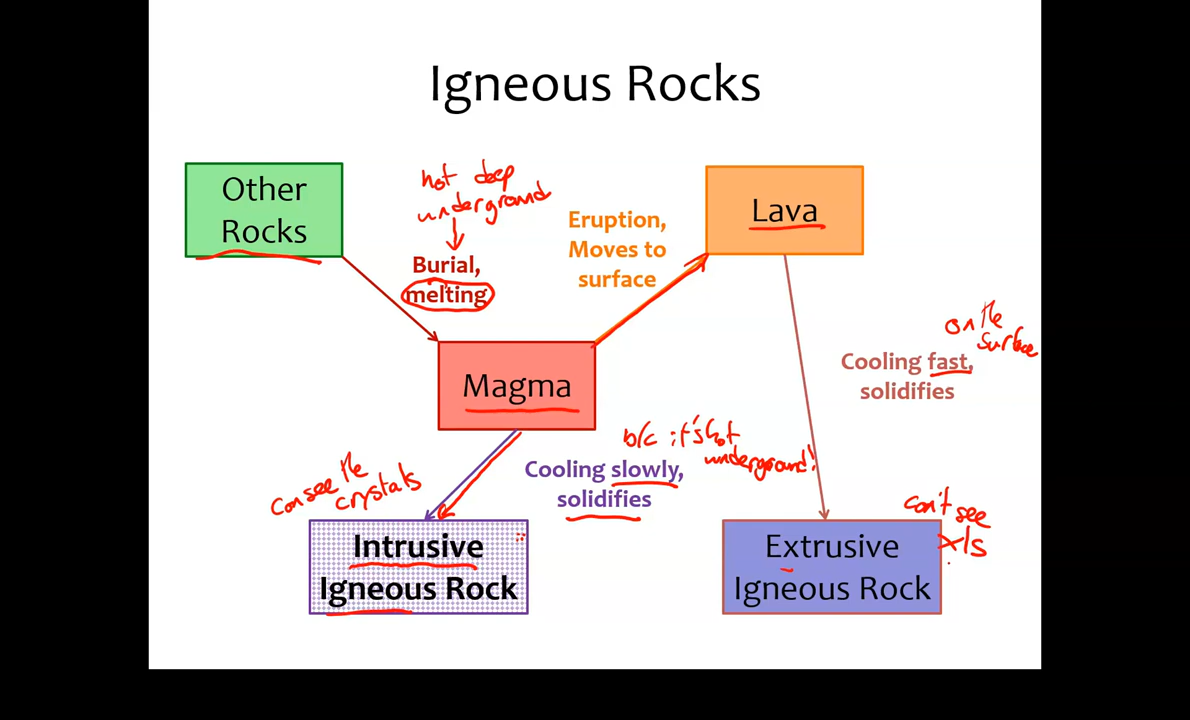 Igneous Rocks
Other
Rocks
hot deep
underground
Burial,
melting
Eruption,
Moves to
surface
Lava
on the
surface
Cooling fast,
solidifies
Magma
b/c it's hot
underground!
Cooling slowly,
solidifies
can see the
crystals
Intrusive
Igneous Rock
can't see
xls
Extrusive
Igneous Rock